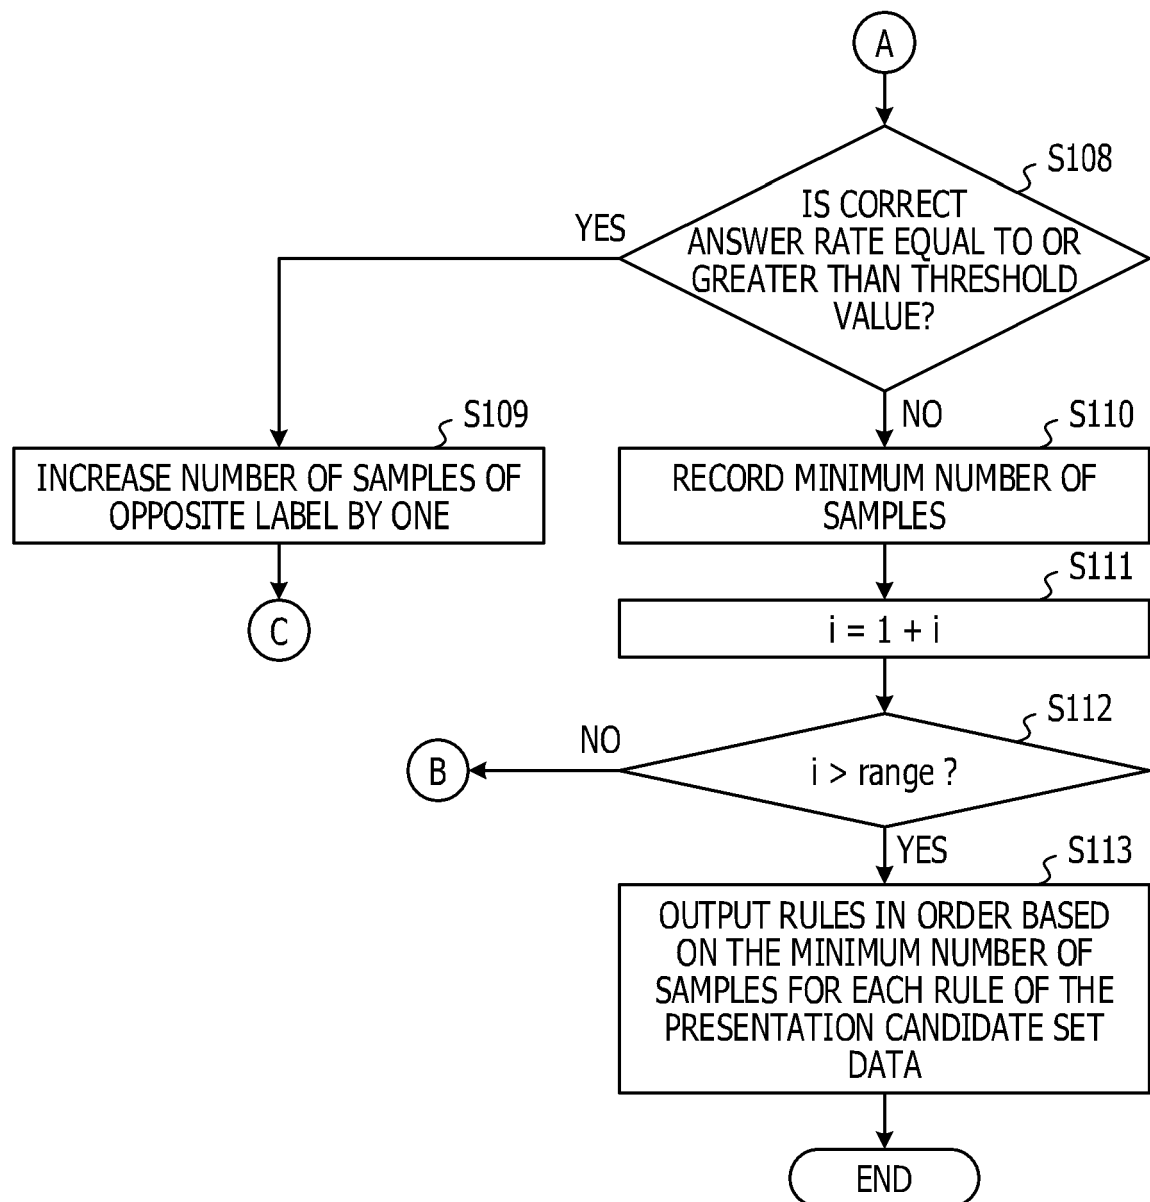 A
S108
IS CORRECT
ANSWER RATE EQUAL TO OR
GREATER THAN THRESHOLD
VALUE?
YES
NO
S109
INCREASE NUMBER OF SAMPLES OF
OPPOSITE LABEL BY ONE
C
S110
RECORD MINIMUM NUMBER OF
SAMPLES
S111
i = 1 + i
S112
i > range ?
NO
B
YES
S113
OUTPUT RULES IN ORDER BASED
ON THE MINIMUM NUMBER OF
SAMPLES FOR EACH RULE OF THE
PRESENTATION CANDIDATE SET
DATA
END